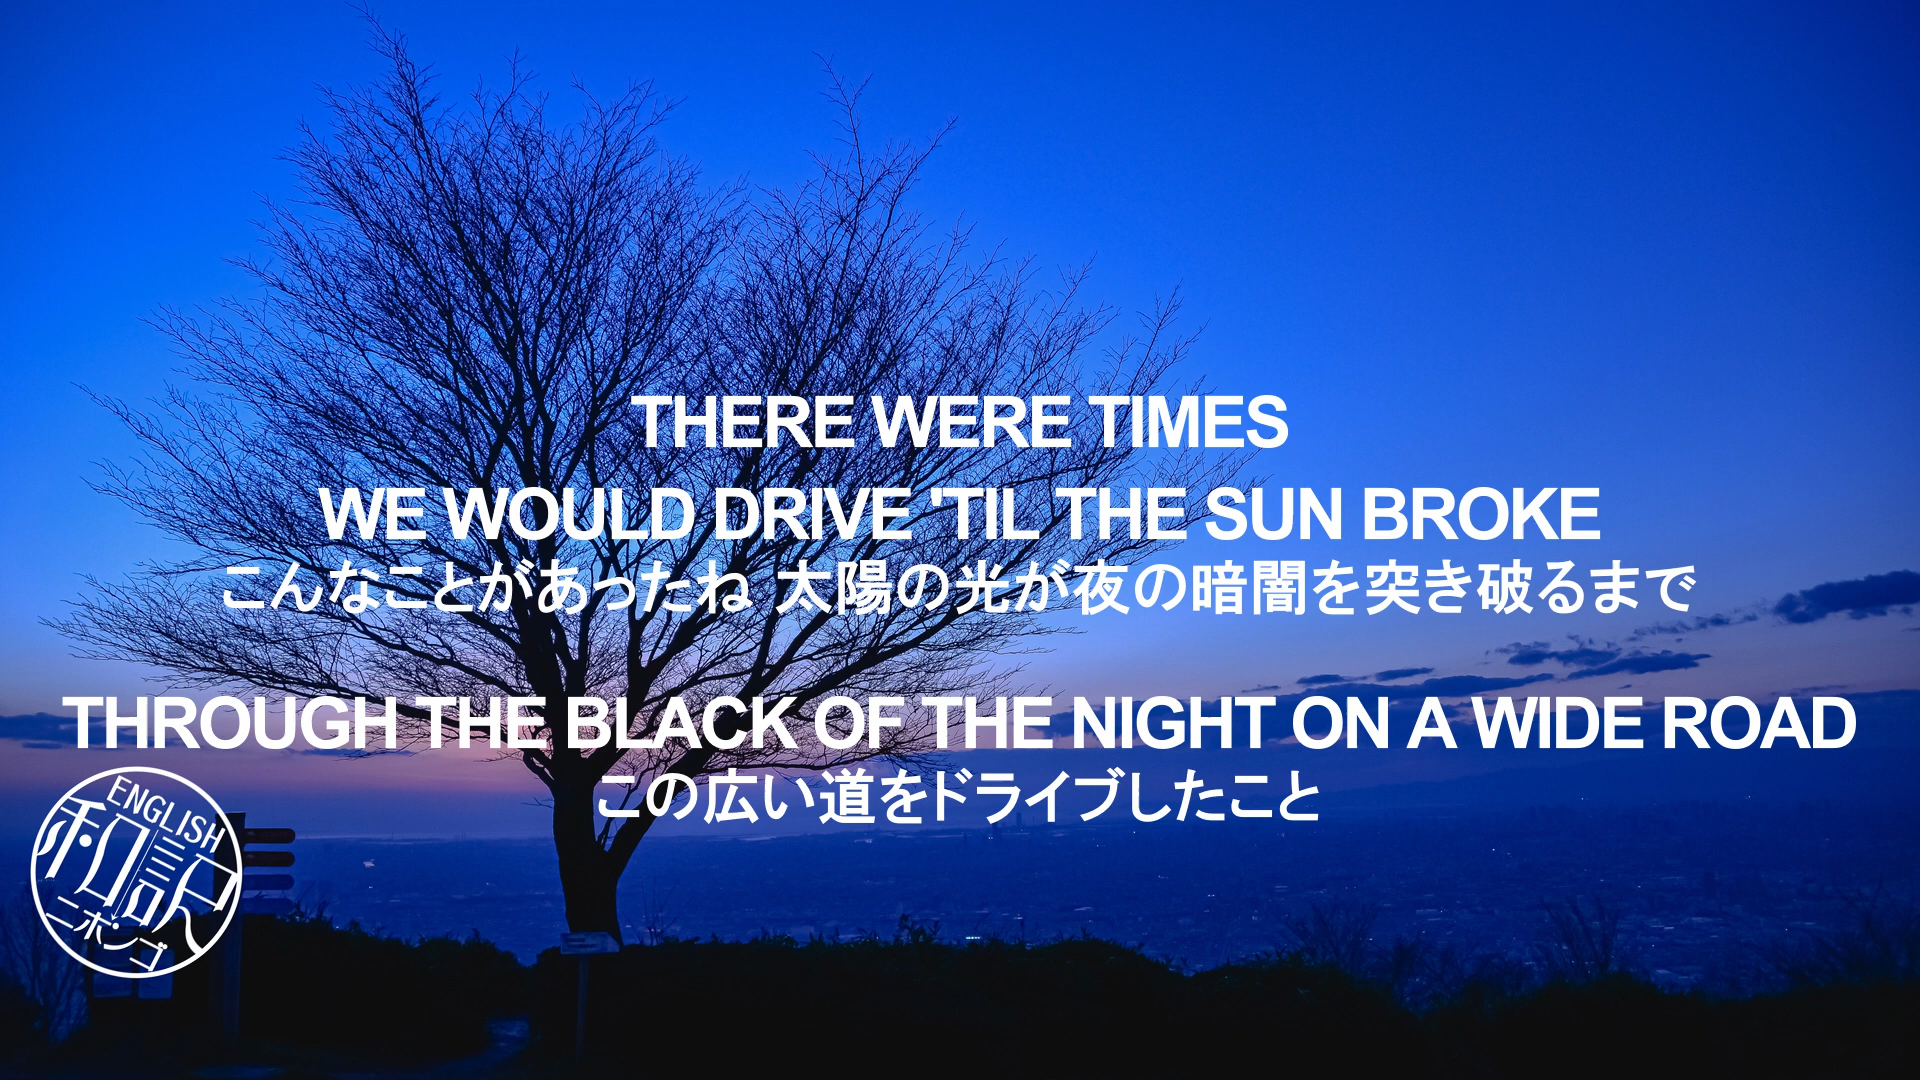 THERE WERE TIMES
WE WOULD DRIVE 'TIL THE SUN BROKE
こんなことがあったね 太陽の光が夜の暗闇を突き破るまで
THROUGH THE BLACK OF THE NIGHT ON A WIDE ROAD
この広い道をドライブしたこと
ENGLISH
和訳
ニホンゴ